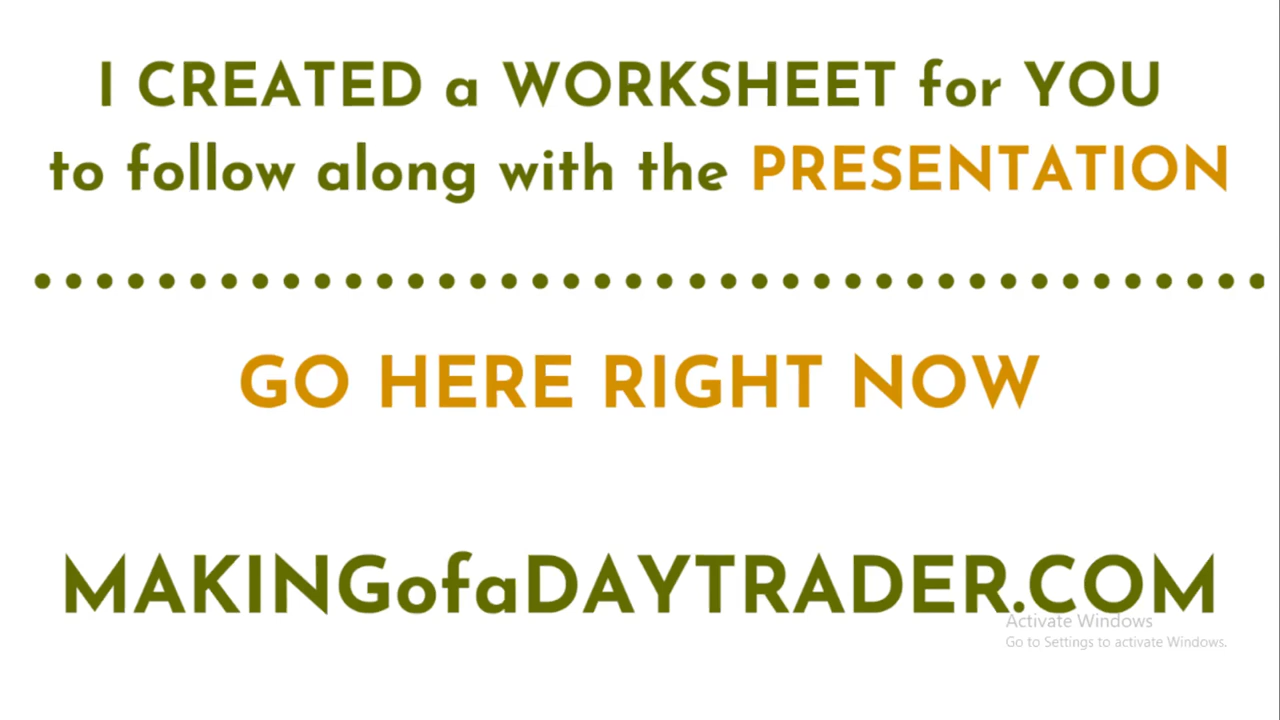 I CREATED a WORKSHEET for YOU
to follow along with the PRESENTATION
GO HERE RIGHT NOW
MAKINGofaDAYTRADER.COM
Activate Windows
Go to Settings to activate Windows.